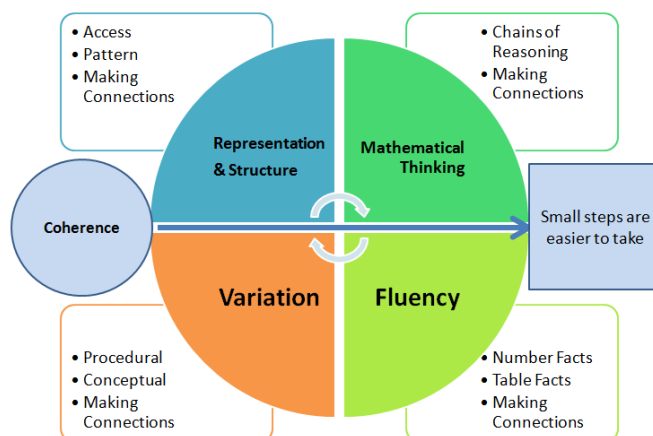 • Access
• Pattern
• Making
Connections
• Chains of
Reasoning
• Making
Connections
Representation
& Structure
Mathematical
Thinking
Coherence
Small steps are
easier to take
Variation
Fluency
• Procedural
• Conceptual
• Making
Connections
• Number Facts
• Table Facts
• Making
Connections